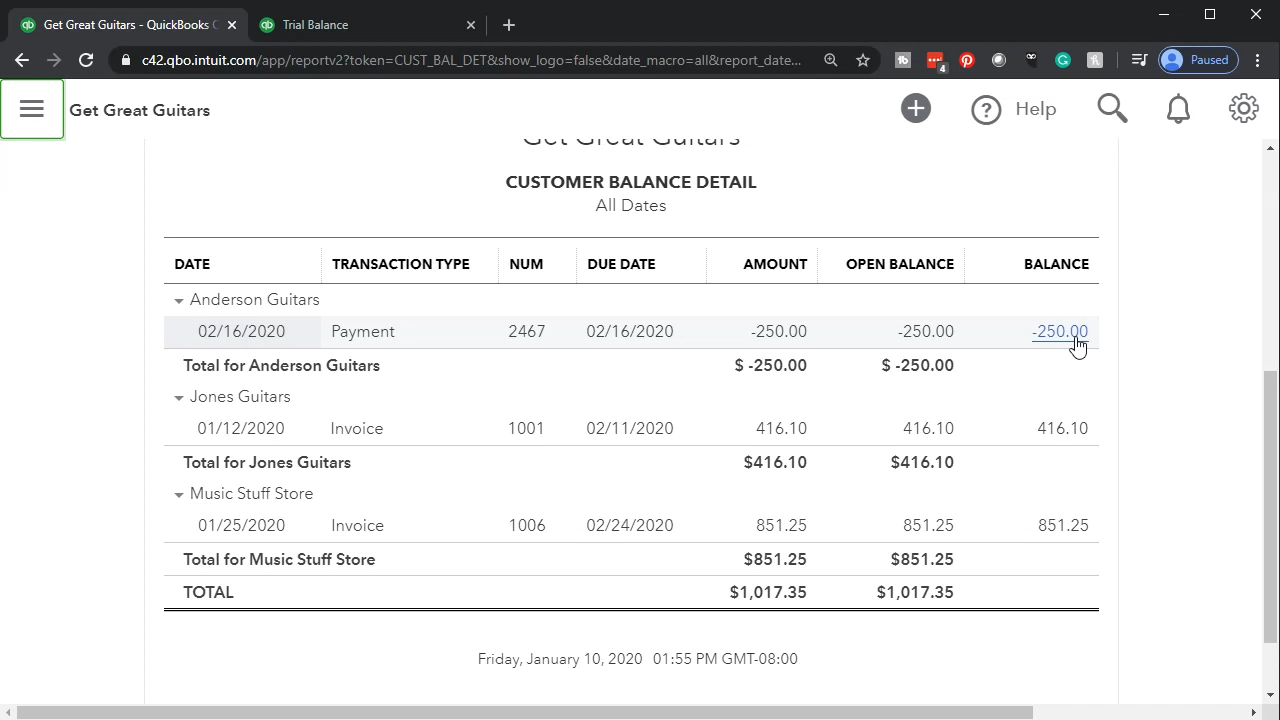 Get Great Guitars - QuickBooks C
Trial Balance
c42.qbo.intuit.com/app/reportv2?token=CUST_BAL_DET&show_logo=false&date_macro=all&report_date...
4
Paused
Get Great Guitars
Help
Get Great Guitars
CUSTOMER BALANCE DETAIL
All Dates
DATE TRANSACTION TYPE NUM DUE DATE AMOUNT OPEN BALANCE BALANCE
Anderson Guitars
02/16/2020 Payment 2467 02/16/2020 -250.00 -250.00 -250.00
Total for Anderson Guitars $ -250.00 $ -250.00
Jones Guitars
01/12/2020 Invoice 1001 02/11/2020 416.10 416.10 416.10
Total for Jones Guitars $416.10 $416.10
Music Stuff Store
01/25/2020 Invoice 1006 02/24/2020 851.25 851.25 851.25
Total for Music Stuff Store $851.25 $851.25
TOTAL $1,017.35 $1,017.35
Friday, January 10, 2020 01:55 PM GMT-08:00